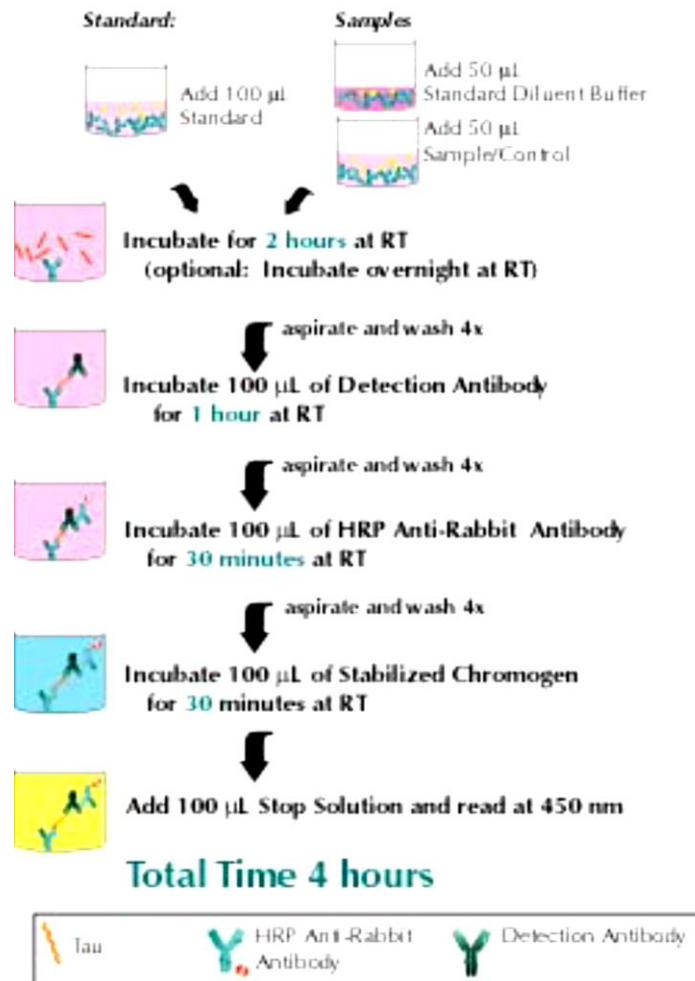 Standard:
Samples
Add 100 µL
Standard
Add 50 µL
Standard Diluent Buffer
Add 50 µL
Sample/Control
Incubate for 2 hours at RT
(optional: Incubate overnight at RT)
aspirate and wash 4x
Incubate 100 µL of Detection Antibody
for 1 hour at RT
aspirate and wash 4x
Incubate 100 µL of HRP Anti-Rabbit Antibody
for 30 minutes at RT
aspirate and wash 4x
Incubate 100 µL of Stabilized Chromogen
for 30 minutes at RT
Add 100 µL Stop Solution and read at 450 nm
Total Time 4 hours
Tau
HRP Anti-Rabbit
Antibody
Detection Antibody